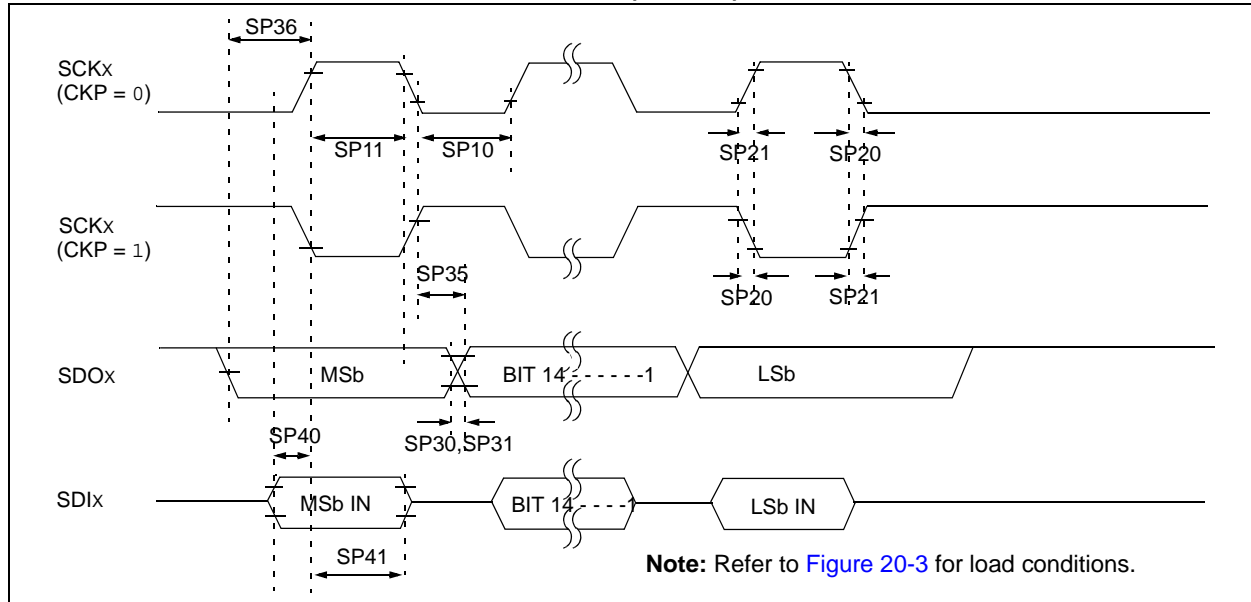 SP36
SCKx
(CKP = 0)
SP11
SP10
SP21
SP20
SCKx
(CKP = 1)
SP35
SP20
SP21
SDOx
MSb
BIT 14 - - - - - -1
LSb
SP40
SP30,SP31
SDIx
MSb IN
BIT 14 - - - -1
LSb IN
SP41
Note: Refer to Figure 20-3 for load conditions.